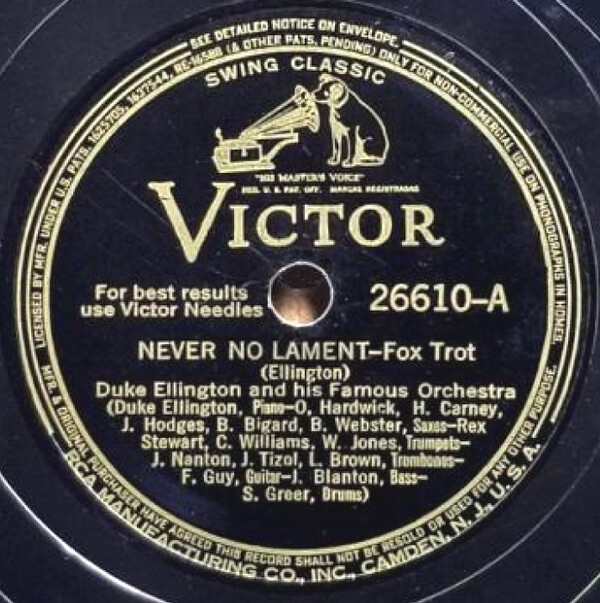 SEE DETAILED NOTICE ON ENVELOPE.
LICENSED BY MFR. UNDER U.S. PATS. 1625705, 1637544, RE-16588 (& OTHER PATS. PENDING) ONLY FOR NON-COMMERCIAL USE ON PHONOGRAPHS IN HOMES
SWING CLASSIC
"HIS MASTER'S VOICE"
REG. U. S. PAT. OFF. MARCAS REGISTRADAS
VICTOR
For best results
use Victor Needles
26610-A
NEVER NO LAMENT-Fox Trot
(Ellington)
Duke Ellington and his Famous Orchestra
(Duke Ellington, Piano-O. Hardwick, H. Carney,
J. Hodges, B. Bigard, B. Webster, Saxes-Rex
Stewart, C. Williams, W. Jones, Trumpets-
J. Nanton, J. Tizol, L. Brown, Trombones-
F. Guy, Guitar-J. Blanton, Bass-
S. Greer, Drums)
MFR. & ORIGINAL PURCHASER HAVE AGREED THIS RECORD SHALL NOT BE RESOLD OR USED FOR ANY OTHER PURPOSE.
RCA MANUFACTURING CO., INC., CAMDEN, N. J., U. S. A.